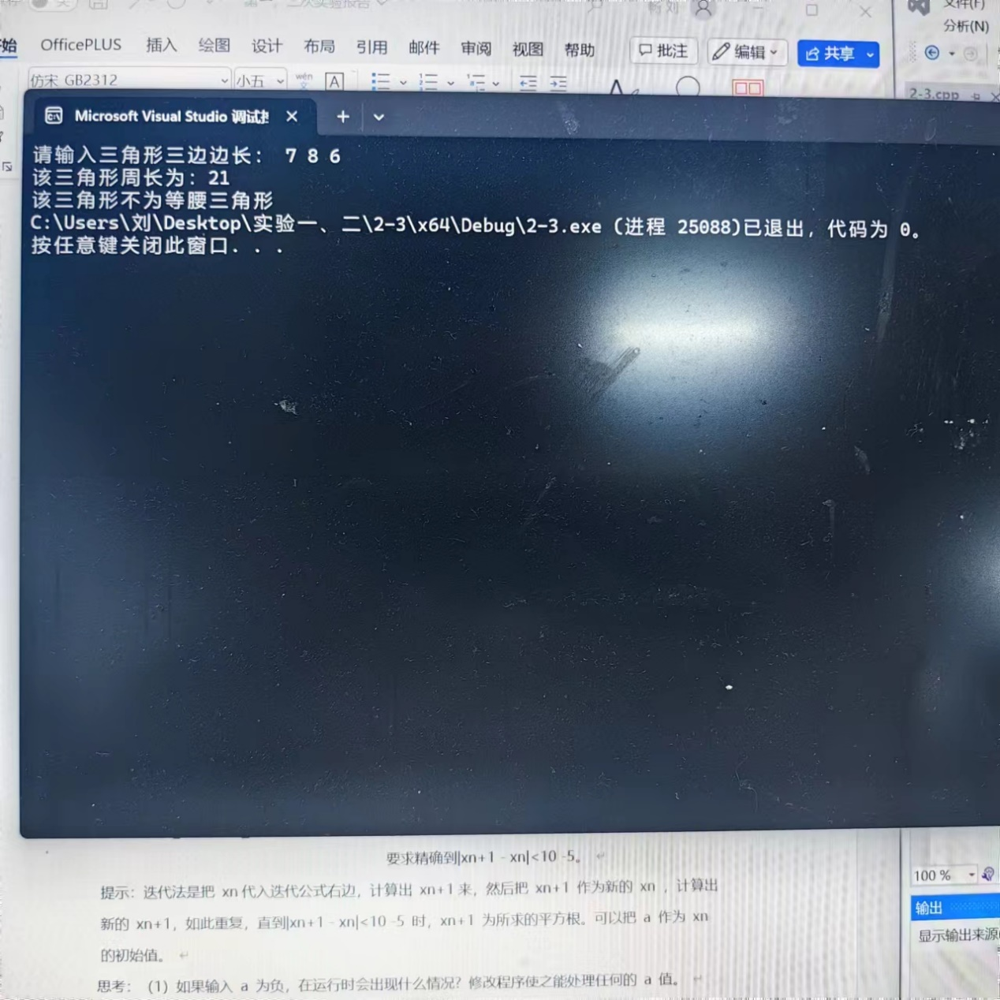 文件(F)
分析(N)
始 OfficePLUS 插入 绘图 设计 布局 引用 邮件 审阅 视图 帮助 批注 编辑 共享
仿宋_GB2312 小五 wén A
2-3.cpp
Microsoft Visual Studio 调试
请输入三角形三边边长: 7 8 6
该三角形周长为: 21
该三角形不为等腰三角形
C:\Users\刘\Desktop\实验一、二\2-3\x64\Debug\2-3.exe (进程 25088)已退出，代码为 0。
按任意键关闭此窗口. . .
要求精确到|xn+1 - xn|<10 -5。
提示：迭代法是把 xn 代入迭代公式右边，计算出 xn+1 来，然后把 xn+1 作为新的 xn ，计算出
新的 xn+1，如此重复，直到|xn+1 - xn|<10 -5 时，xn+1 为所求的平方根。可以把 a 作为 xn
的初始值。
思考：（1）如果输入 a 为负，在运行时会出现什么情况？修改程序使之能处理任何的 a 值。
100 %
输出
显示输出来源